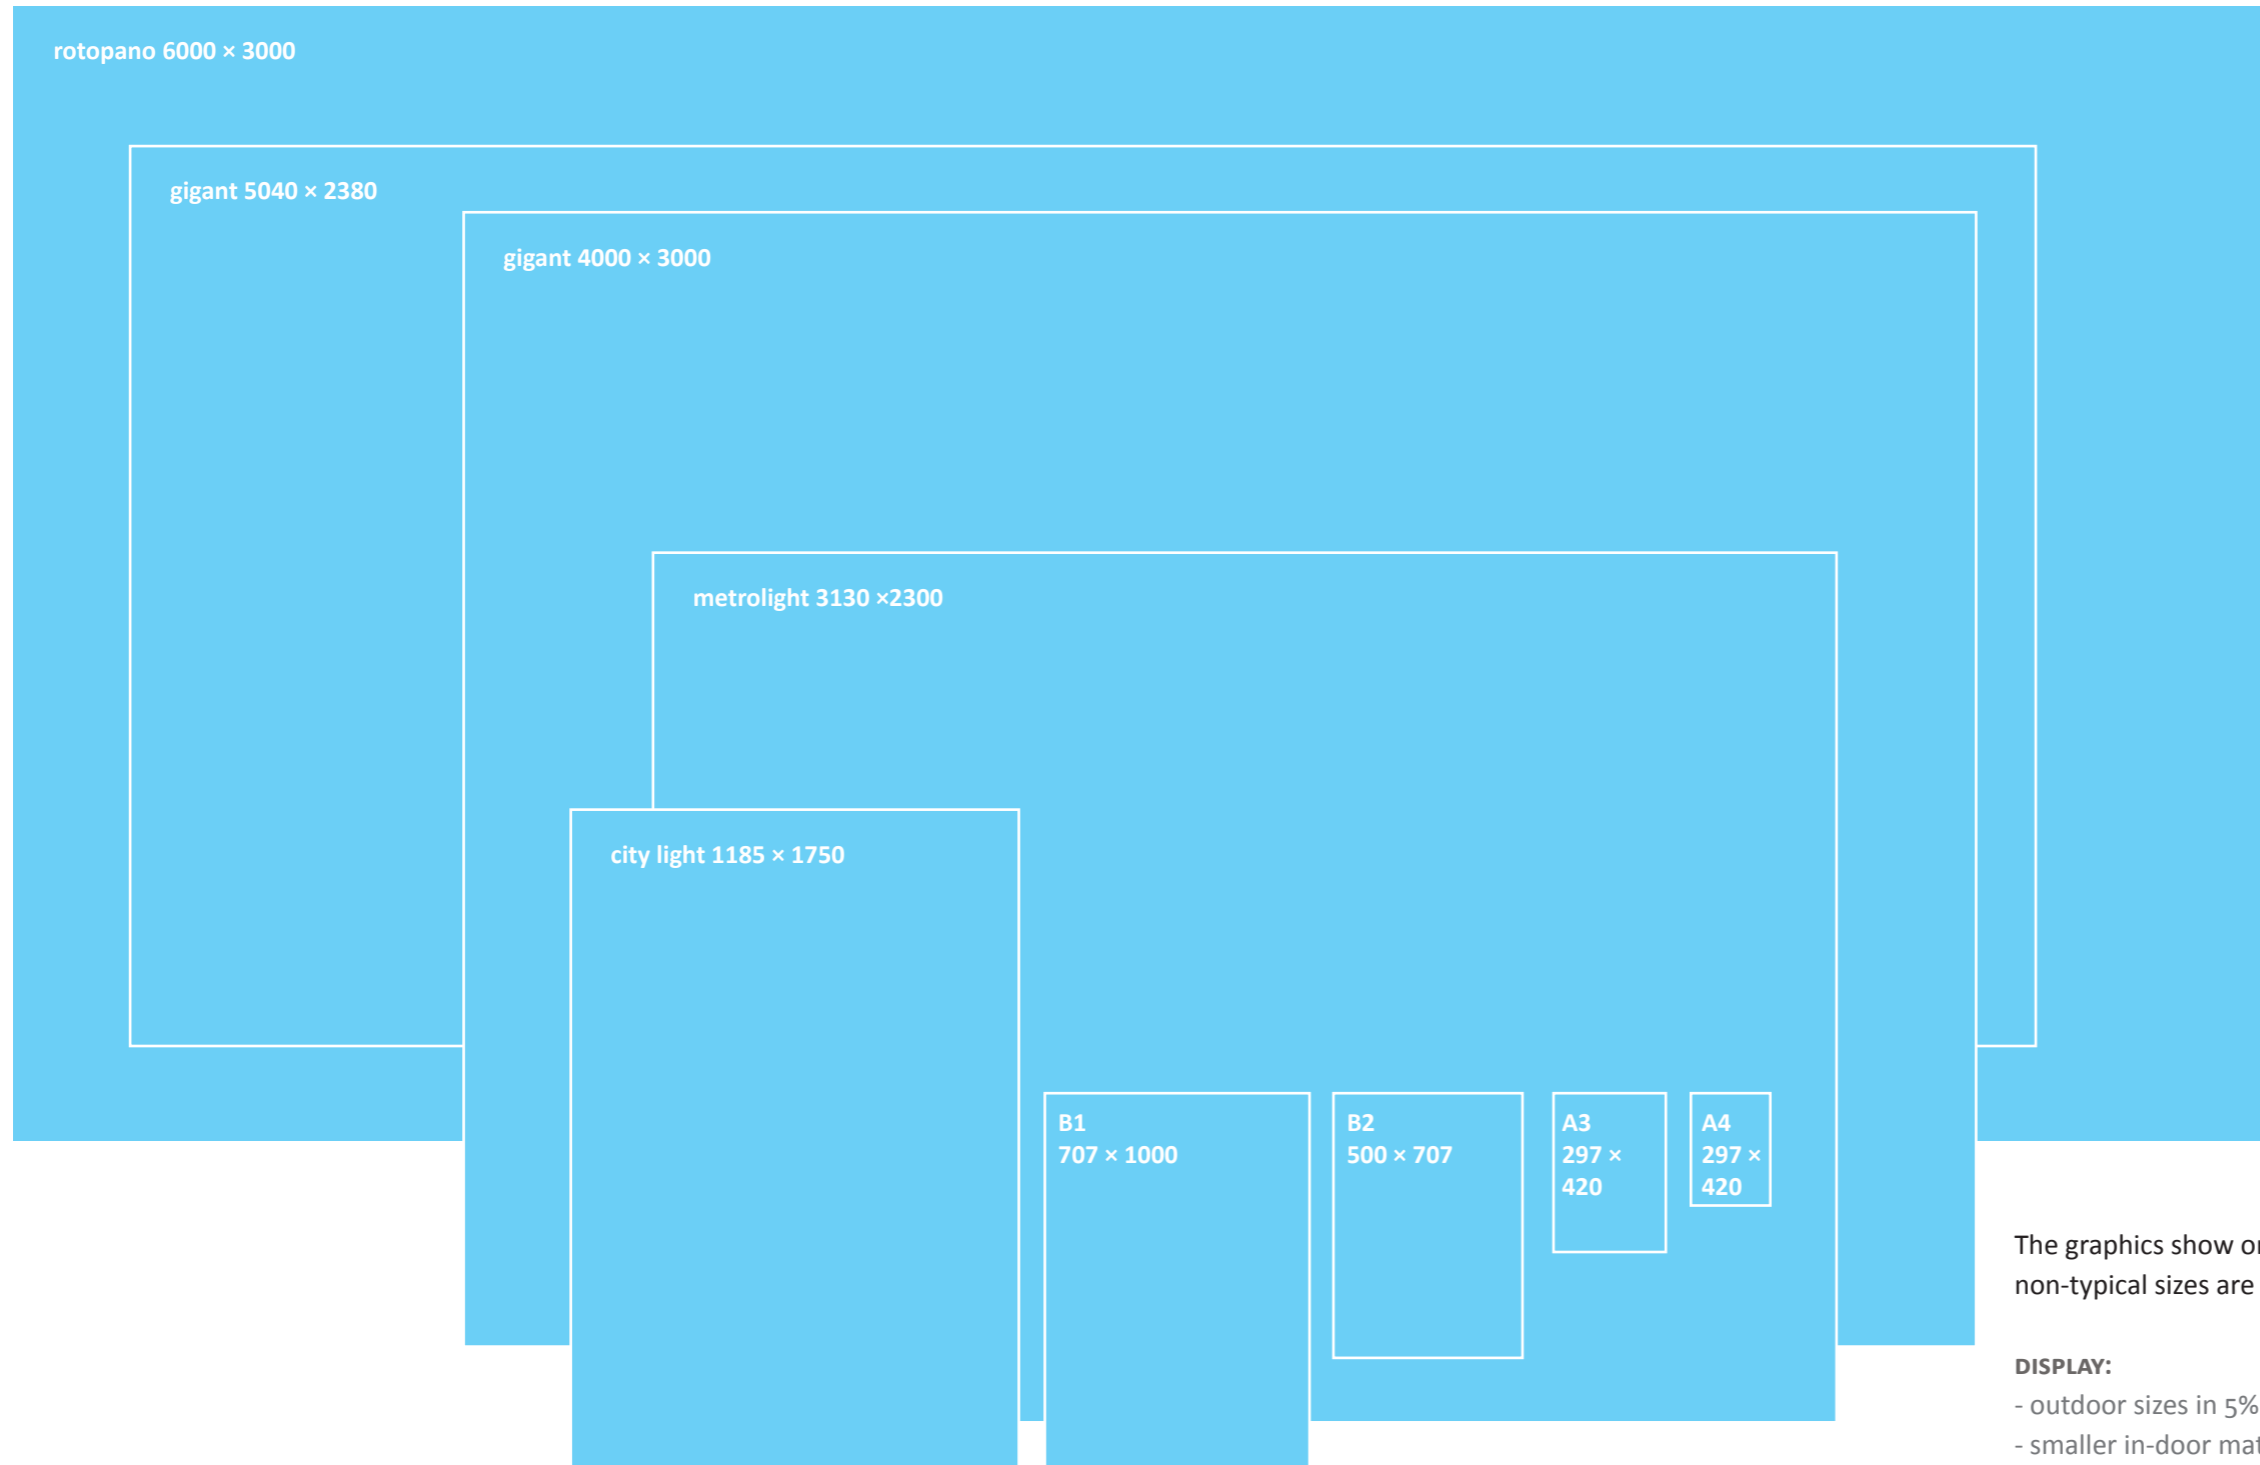 rotopano 6000 × 3000
gigant 5040 × 2380
gigant 4000 × 3000
metrolight 3130 ×2300
city light 1185 × 1750
B1
707 × 1000
B2
500 × 707
A3
297 ×
420
A4
297 ×
420
The graphics show
non-typical sizes are
DISPLAY:
- outdoor sizes in 5%
- smaller in-door